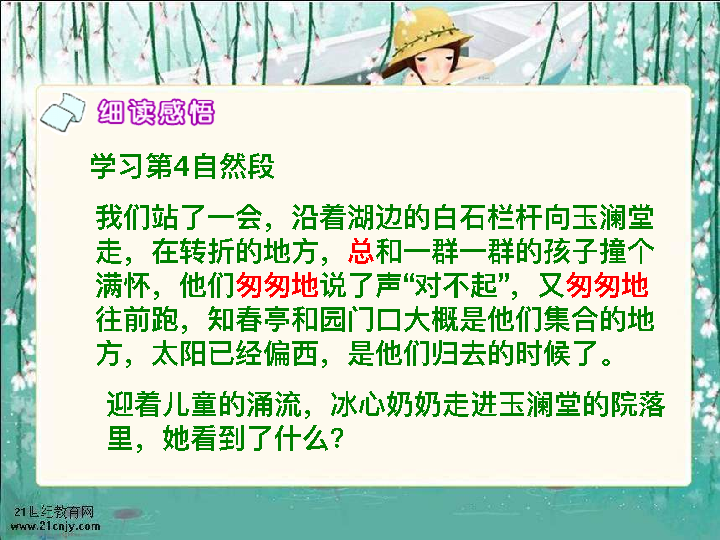 细读感悟
学习第4自然段
我们站了一会，沿着湖边的白石栏杆向玉澜堂
走，在转折的地方，总和一群一群的孩子撞个
满怀，他们匆匆地说了声“对不起”，又匆匆地
往前跑，知春亭和园门口大概是他们集合的地
方，太阳已经偏西，是他们归去的时候了。
迎着儿童的涌流，冰心奶奶走进玉澜堂的院落
里，她看到了什么？
21世纪教育网
www.21cnjy.com